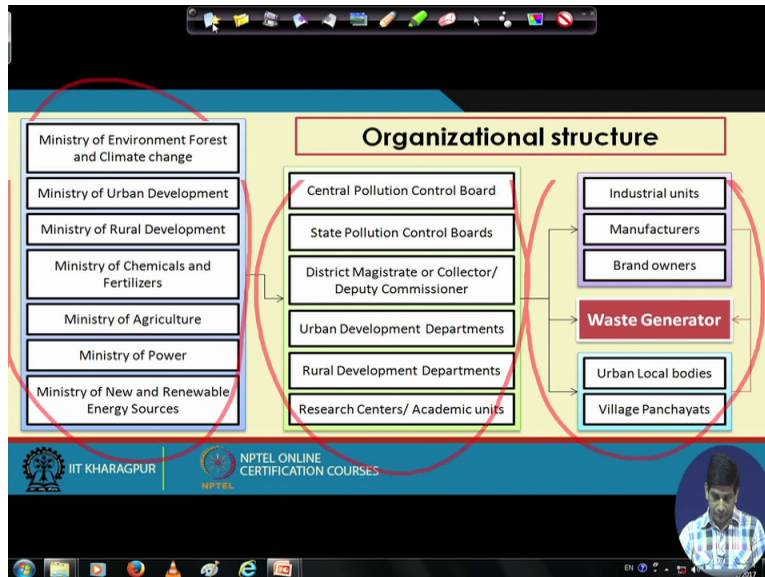 Organizational structure
Ministry of Environment Forest
and Climate change
Ministry of Urban Development
Ministry of Rural Development
Ministry of Chemicals and
Fertilizers
Ministry of Agriculture
Ministry of Power
Ministry of New and Renewable
Energy Sources
Central Pollution Control Board
State Pollution Control Boards
District Magistrate or Collector/
Deputy Commissioner
Urban Development Departments
Rural Development Departments
Research Centers/ Academic units
Industrial units
Manufacturers
Brand owners
Waste Generator
Urban Local bodies
Village Panchayats
IIT KHARAGPUR
NPTEL
NPTEL ONLINE
CERTIFICATION COURSES
EN
2017